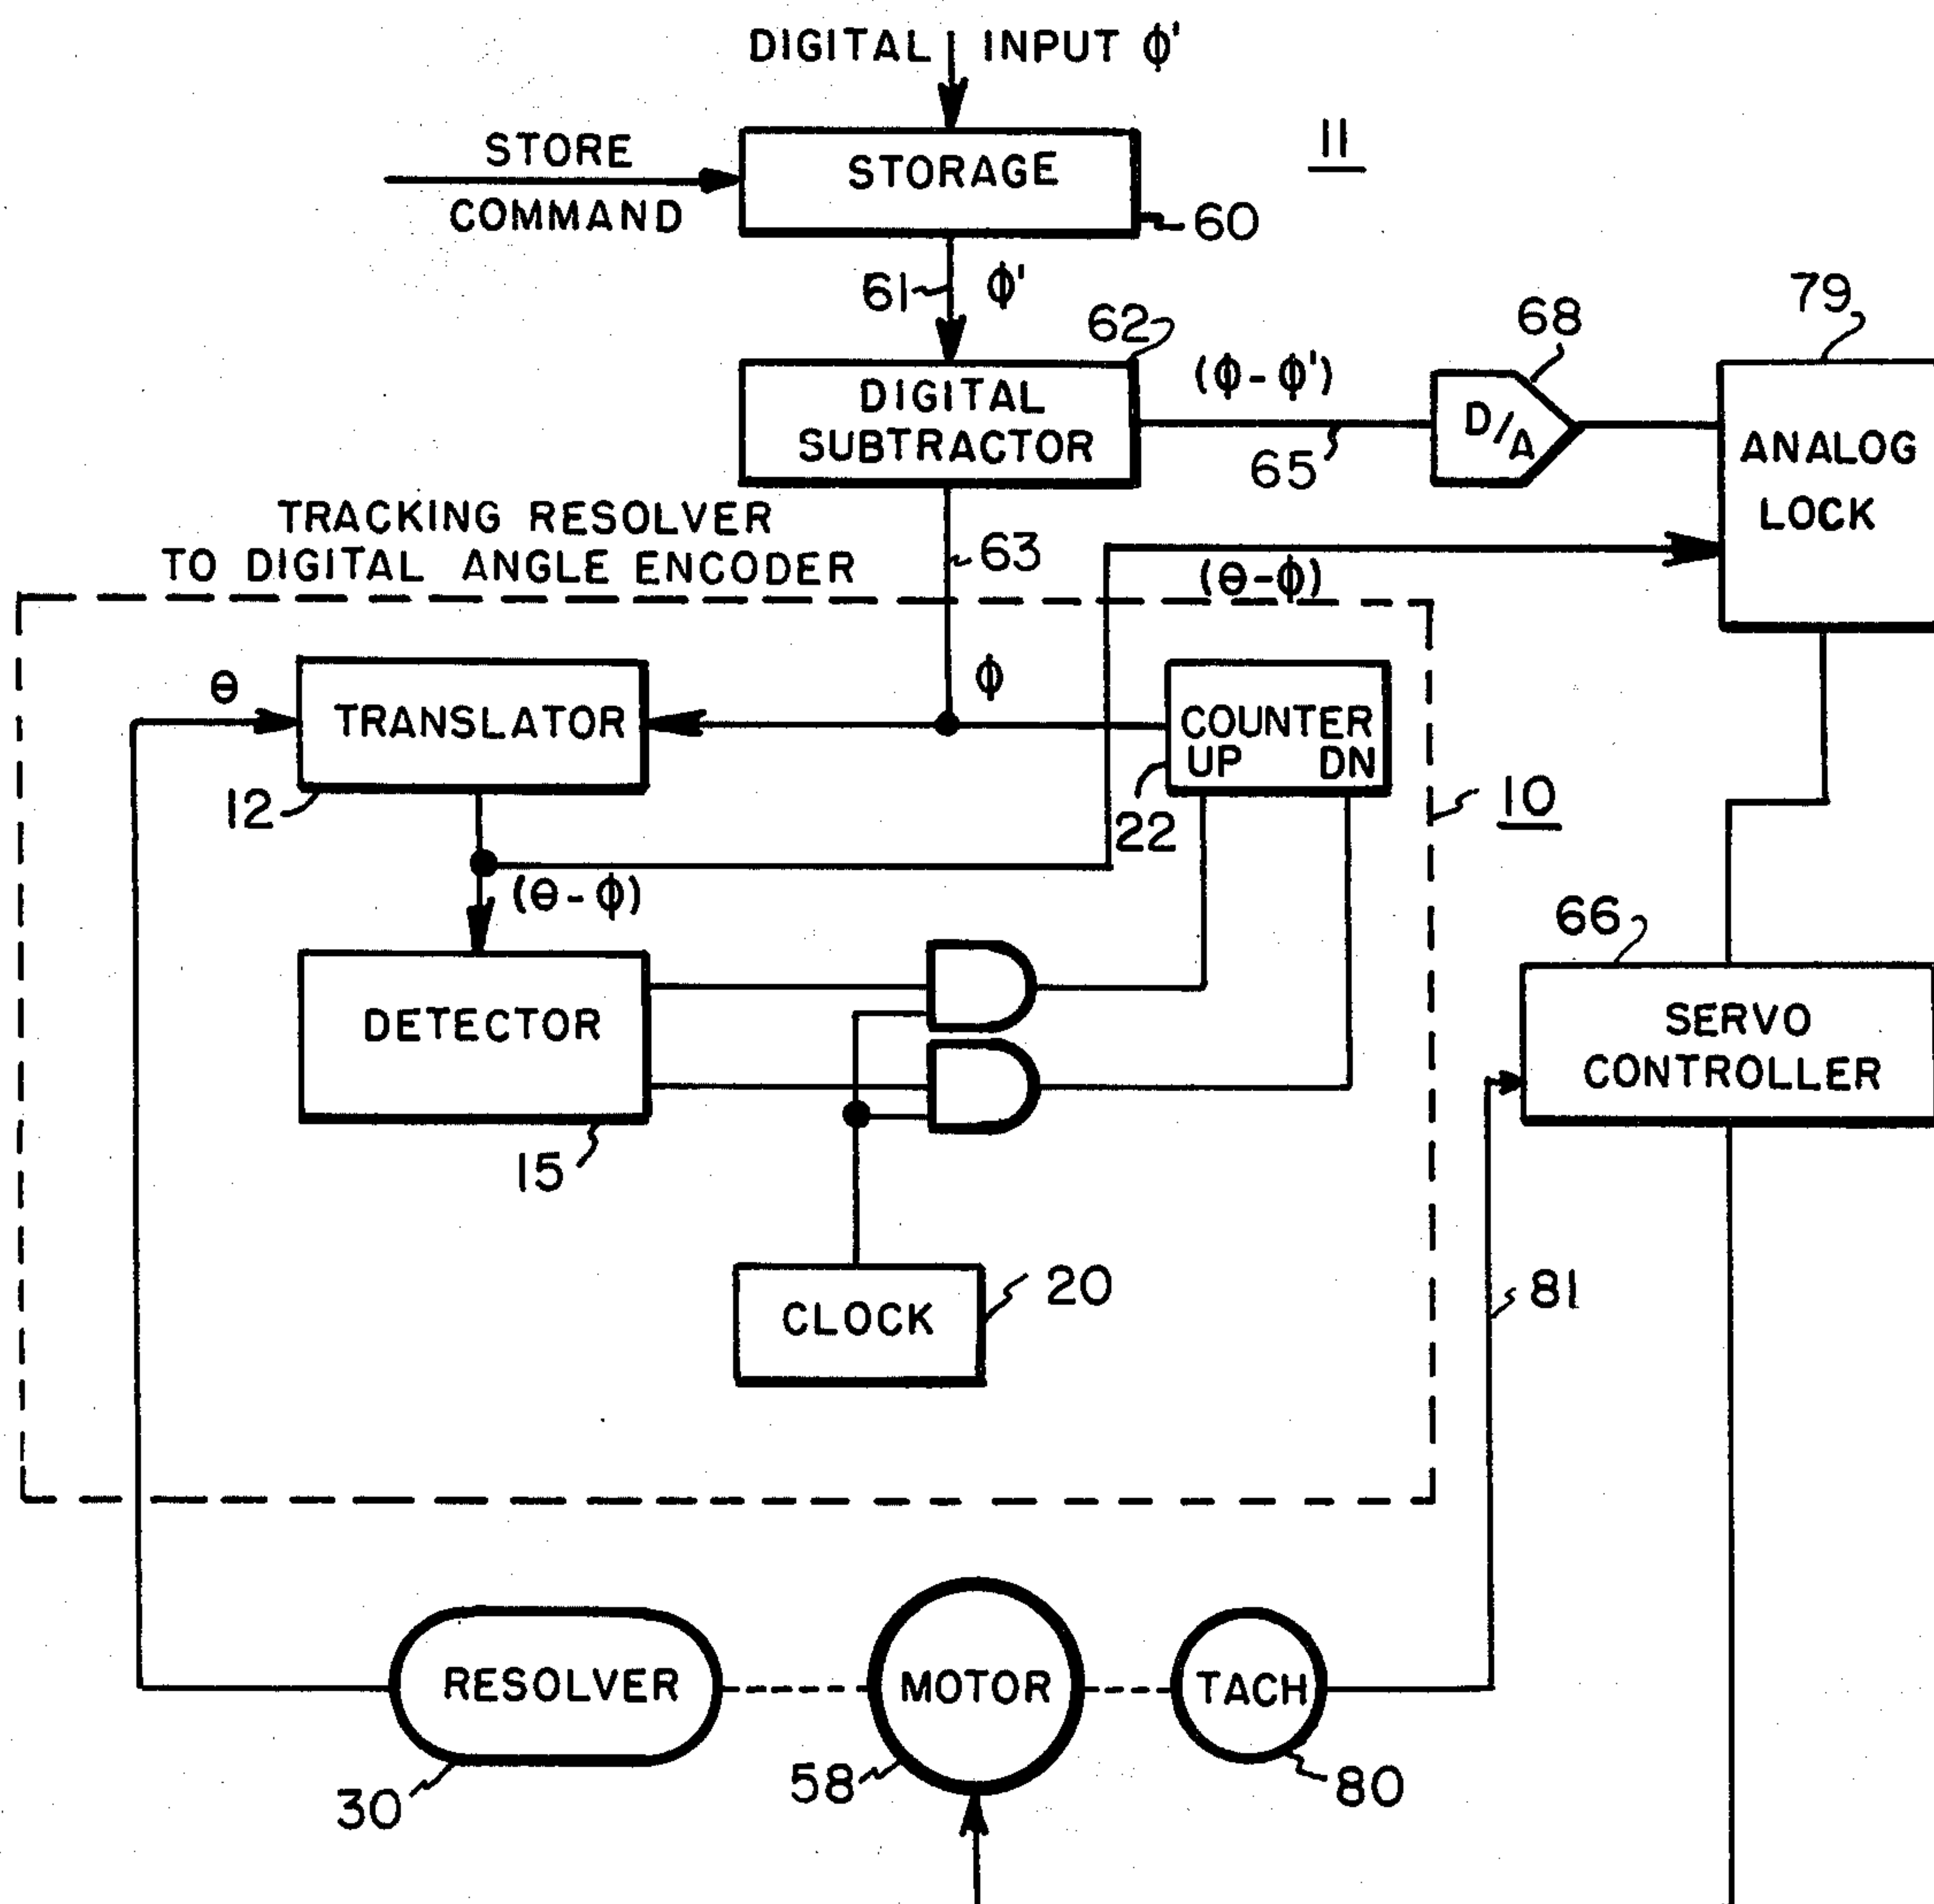 DIGITAL INPUT ϕ'
STORE
COMMAND
STORAGE
11
60
61
ϕ'
62
DIGITAL
SUBTRACTOR
(ϕ-ϕ')
65
68
D/A
79
ANALOG
LOCK
TRACKING RESOLVER
TO DIGITAL ANGLE ENCODER
63
(θ-ϕ)
θ
TRANSLATOR
12
ϕ
COUNTER
UP DN
22
10
(θ-ϕ)
DETECTOR
15
66
SERVO
CONTROLLER
CLOCK
20
81
RESOLVER
30
MOTOR
58
TACH
80